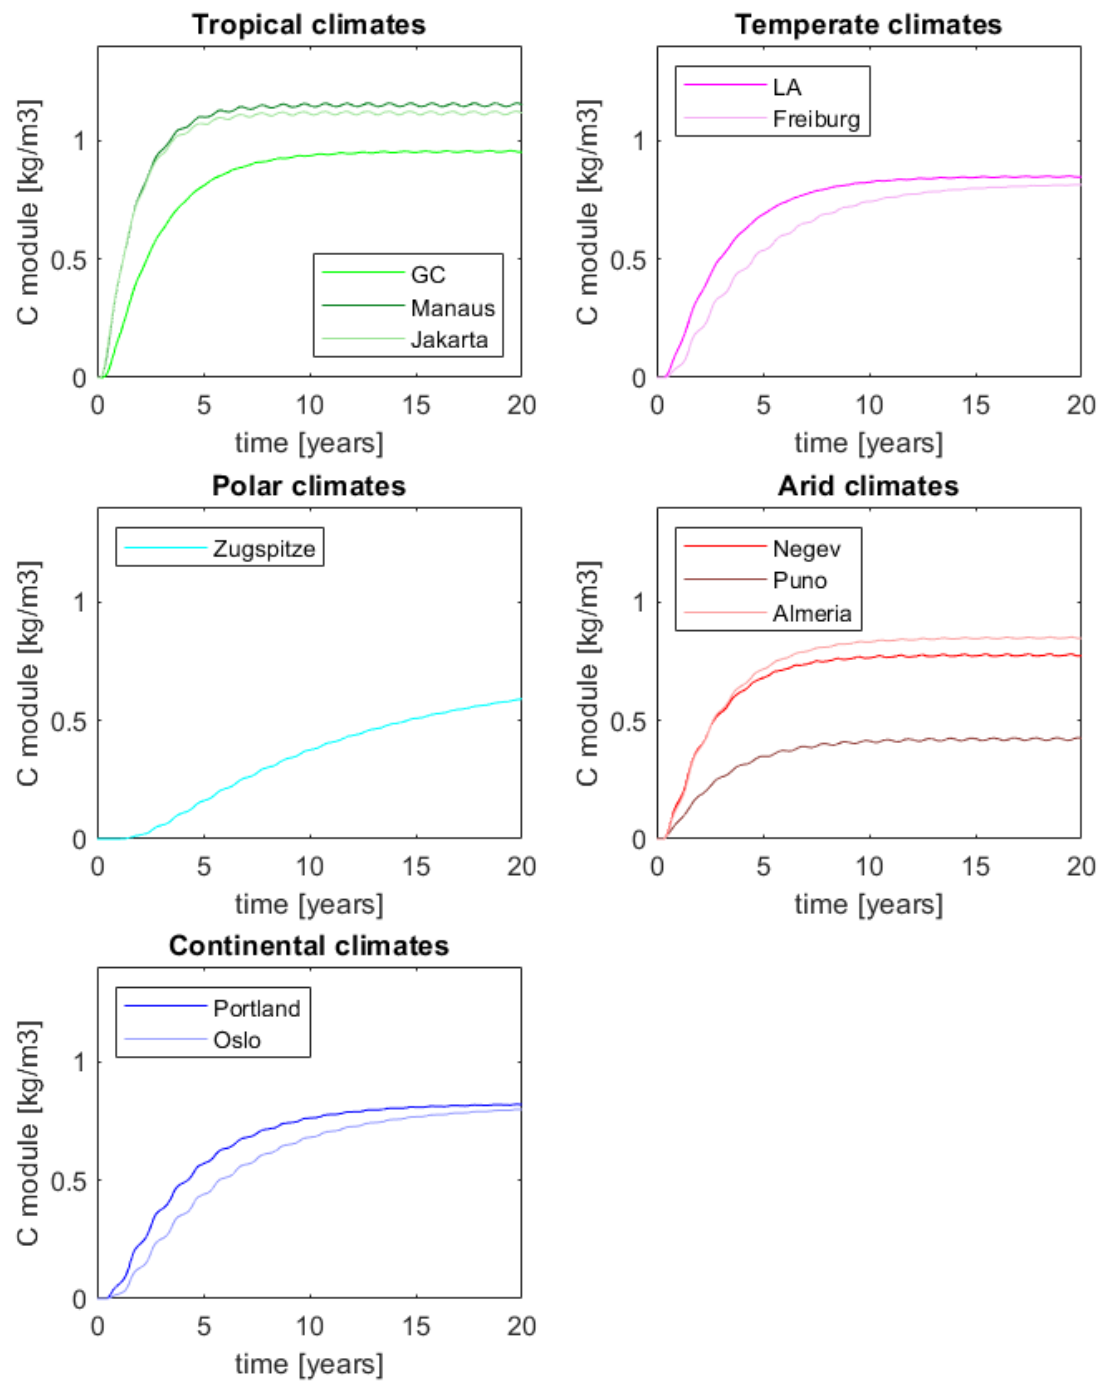 Tropical climates
C module [kg/m3]
1
0.5
0
GC
Manaus
Jakarta
0 5 10 15 20
time [years]
Temperate climates
C module [kg/m3]
1
0.5
0
LA
Freiburg
0 5 10 15 20
time [years]
Polar climates
C module [kg/m3]
1
0.5
0
Zugspitze
0 5 10 15 20
time [years]
Arid climates
C module [kg/m3]
1
0.5
0
Negev
Puno
Almeria
0 5 10 15 20
time [years]
Continental climates
C module [kg/m3]
1
0.5
0
Portland
Oslo
0 5 10 15 20
time [years]